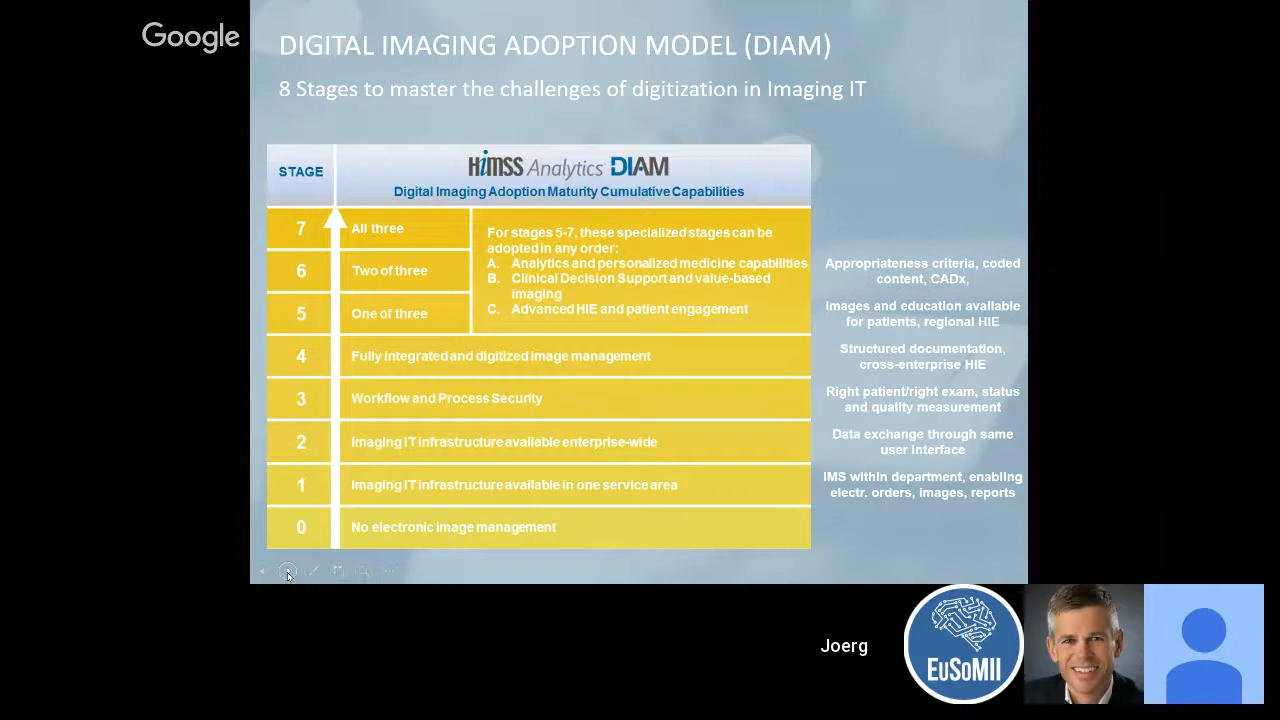 Google
DIGITAL IMAGING ADOPTION MODEL (DIAM)
8 Stages to master the challenges of digitization in Imaging IT
STAGE
HiMSS Analytics DIAM
Digital Imaging Adoption Maturity Cumulative Capabilities
7
All three
6
Two of three
5
One of three
For stages 5-7, these specialized stages can be
adopted in any order:
A. Analytics and personalized medicine capabilities
B. Clinical Decision Support and value-based
imaging
C. Advanced HIE and patient engagement
4
Fully integrated and digitized image management
3
Workflow and Process Security
2
Imaging IT infrastructure available enterprise-wide
1
Imaging IT infrastructure available in one service area
0
No electronic image management
Appropriateness criteria, coded
content, CADx,
Images and education available
for patients, regional HIE
Structured documentation,
cross-enterprise HIE
Right patient/right exam, status
and quality measurement
Data exchange through same
user interface
IMS within department, enabling
electr. orders, images, reports
Joerg
EuSoMII